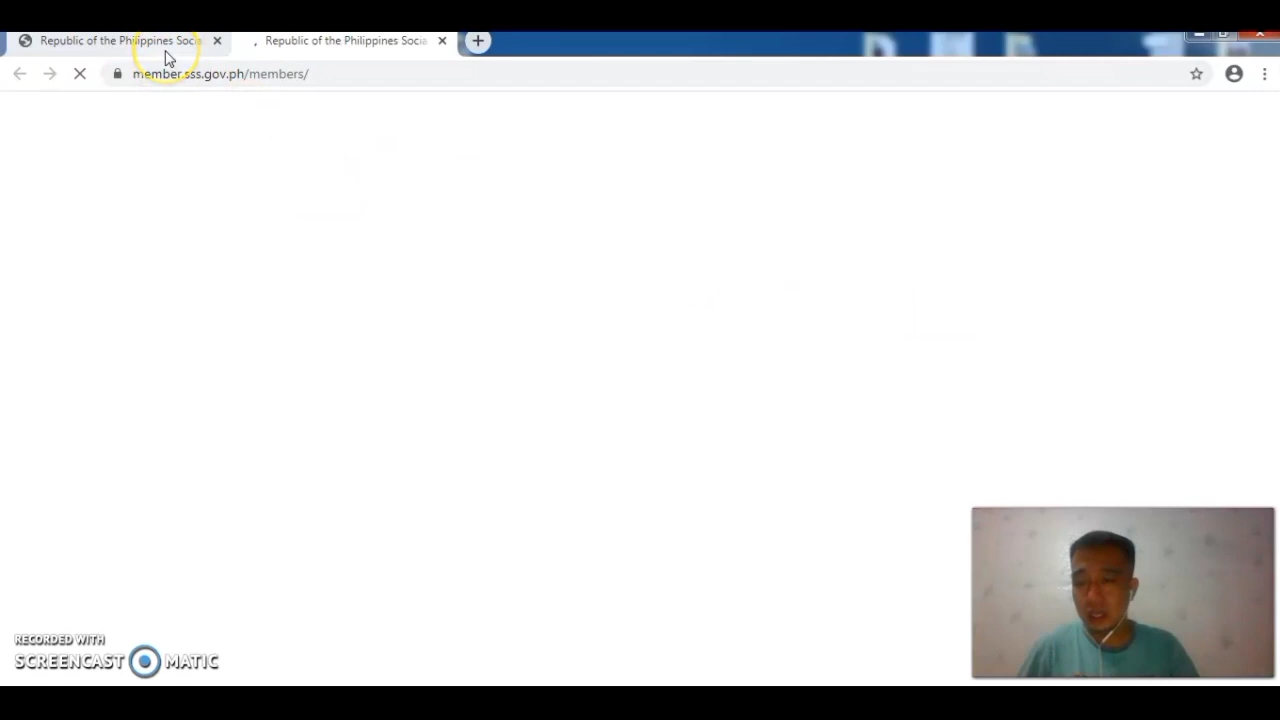 Republic of the Philippines Socia
Republic of the Philippines Socia
member.sss.gov.ph/members/
RECORDED WITH
SCREENCAST MATIC